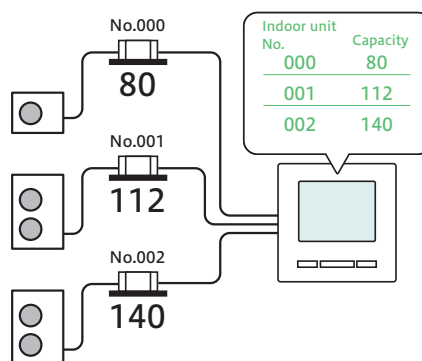 No.000
80
No.001
112
No.002
140
Indoor unit
No. Capacity
000 80
001 112
002 140